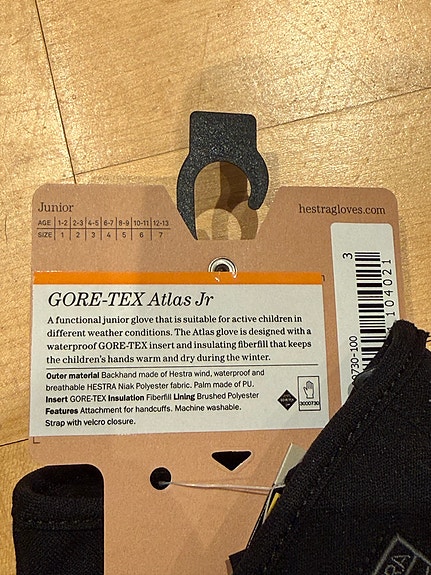 Junior
hestragloves.com
AGE 1-2 2-3 4-5 6-7 8-9 10-11 12-13
SIZE 1 2 3 4 5 6 7
GORE-TEX Atlas Jr
A functional junior glove that is suitable for active children in
different weather conditions. The Atlas glove is designed with a
waterproof GORE-TEX insert and insulating fiberfill that keeps
the children's hands warm and dry during the winter.
Outer material Backhand made of Hestra wind, waterproof and
breathable HESTRA Niak Polyester fabric. Palm made of PU.
Insert GORE-TEX Insulation Fiberfill Lining Brushed Polyester
Features Attachment for handcuffs. Machine washable.
Strap with velcro closure.
GORE-TEX
3000730
3
104021
730-100
RA